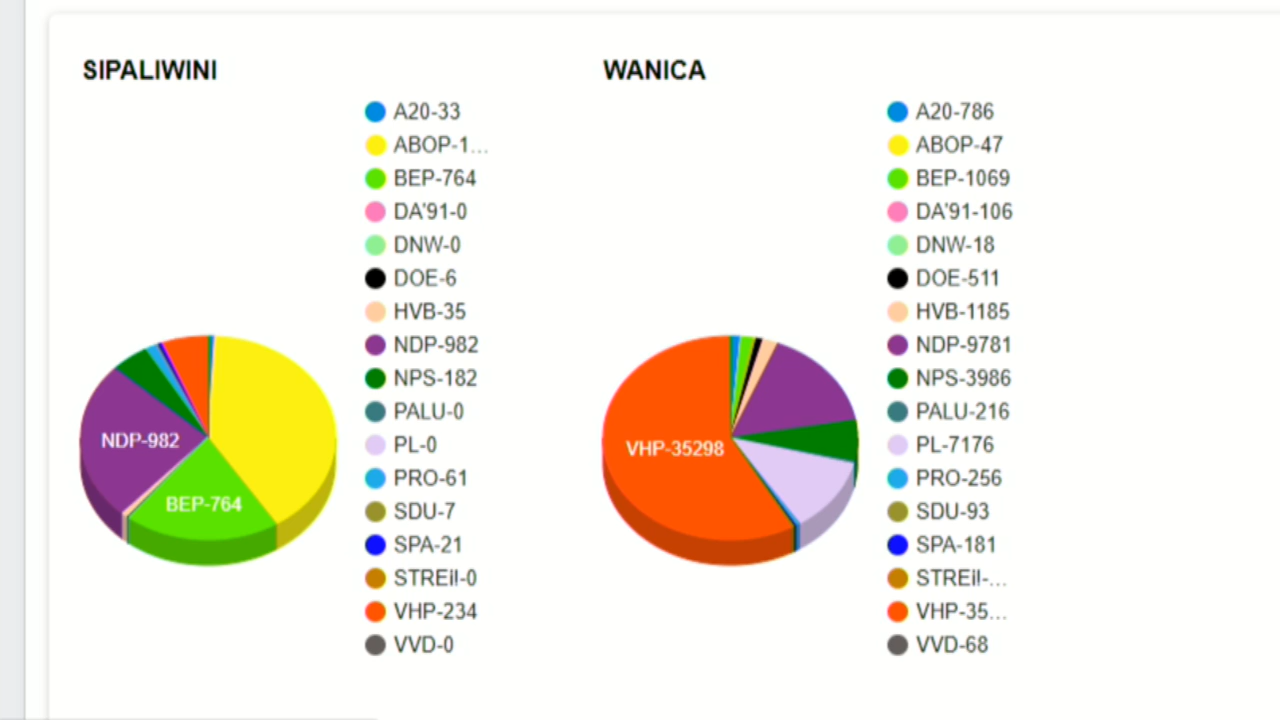 SIPALIWINI
A20-33
ABOP-1...
BEP-764
DA'91-0
DNW-0
DOE-6
HVB-35
NDP-982
NPS-182
PALU-0
PL-0
PRO-61
SDU-7
SPA-21
STREi!-0
VHP-234
VVD-0
NDP-982
BEP-764
WANICA
A20-786
ABOP-47
BEP-1069
DA'91-106
DNW-18
DOE-511
HVB-1185
NDP-9781
NPS-3986
PALU-216
PL-7176
PRO-256
SDU-93
SPA-181
STREi!-...
VHP-35...
VVD-68
VHP-35298